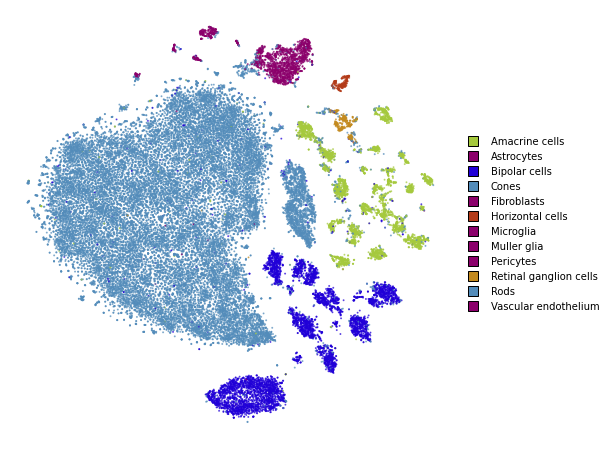 Amacrine cells
Astrocytes
Bipolar cells
Cones
Fibroblasts
Horizontal cells
Microglia
Muller glia
Pericytes
Retinal ganglion cells
Rods
Vascular endothelium